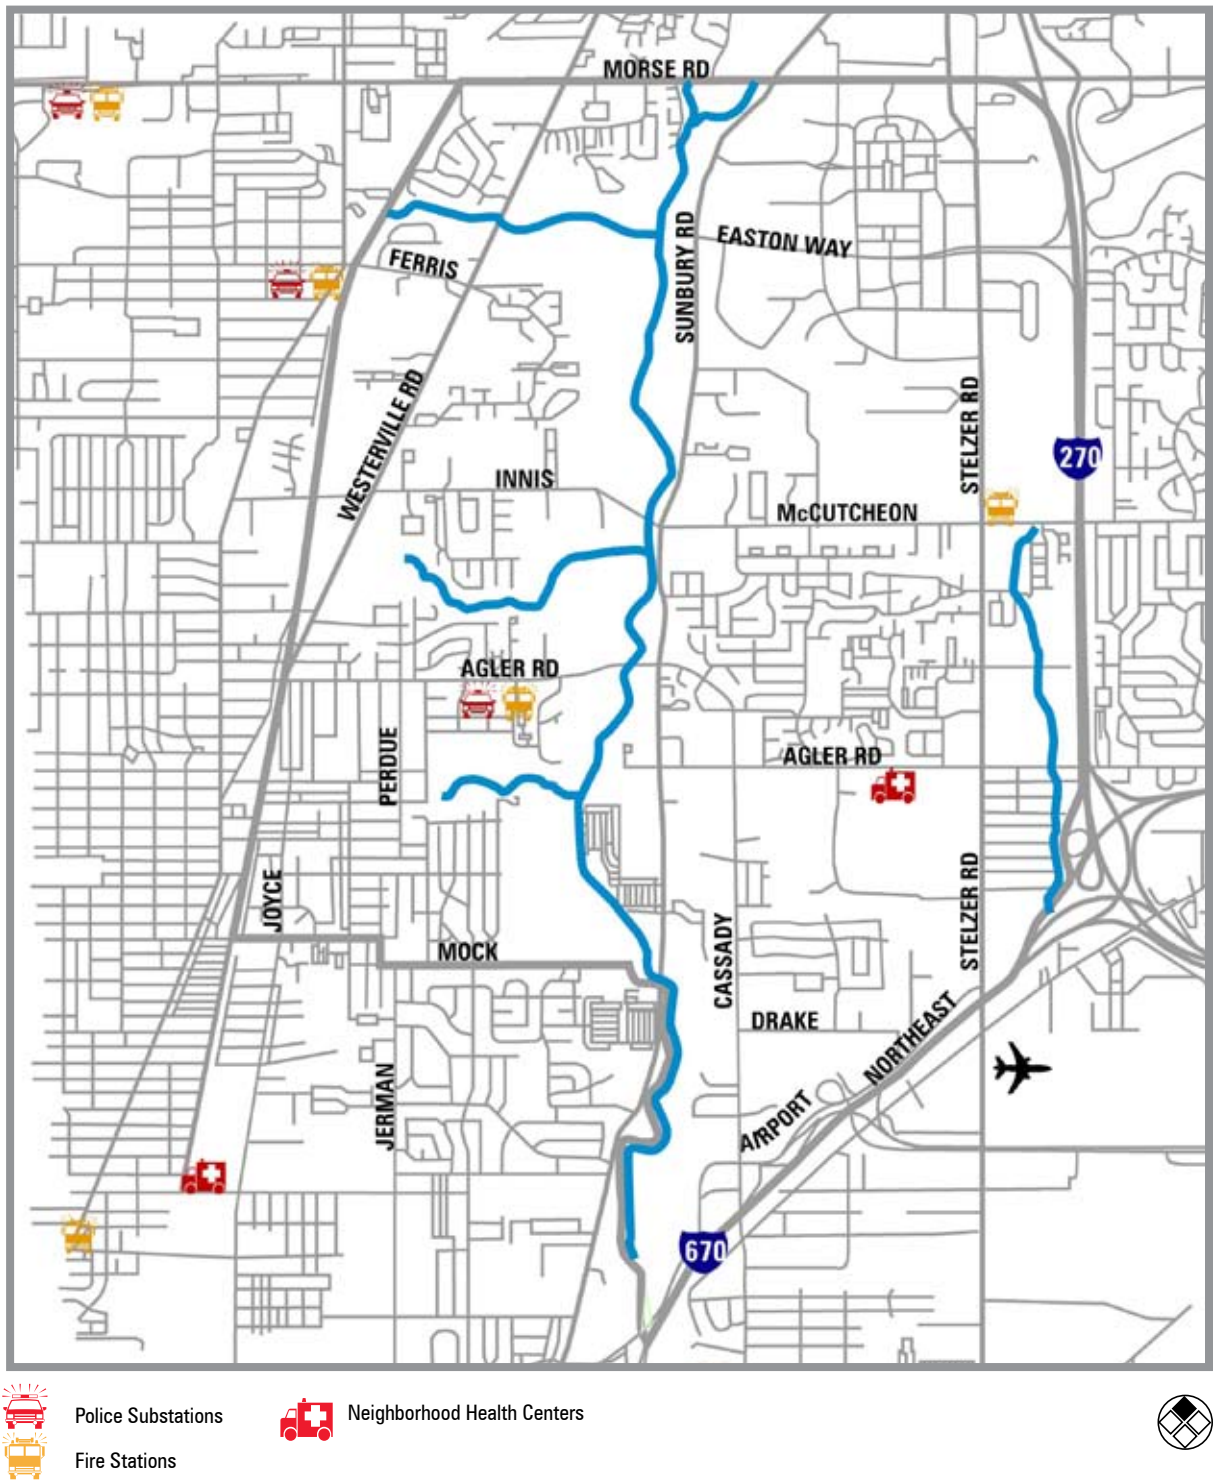 MORSE RD
EASTON WAY
SUNBURY RD
FERRIS
WESTERVILLE RD
STELZER RD
270
INNIS
McCUTCHEON
AGLER RD
PERDUE
AGLER RD
JOYCE
STELZER RD
CASSADY
MOCK
DRAKE
NORTHEAST
JERMAN
AIRPORT
670
Police Substations
Neighborhood Health Centers
Fire Stations